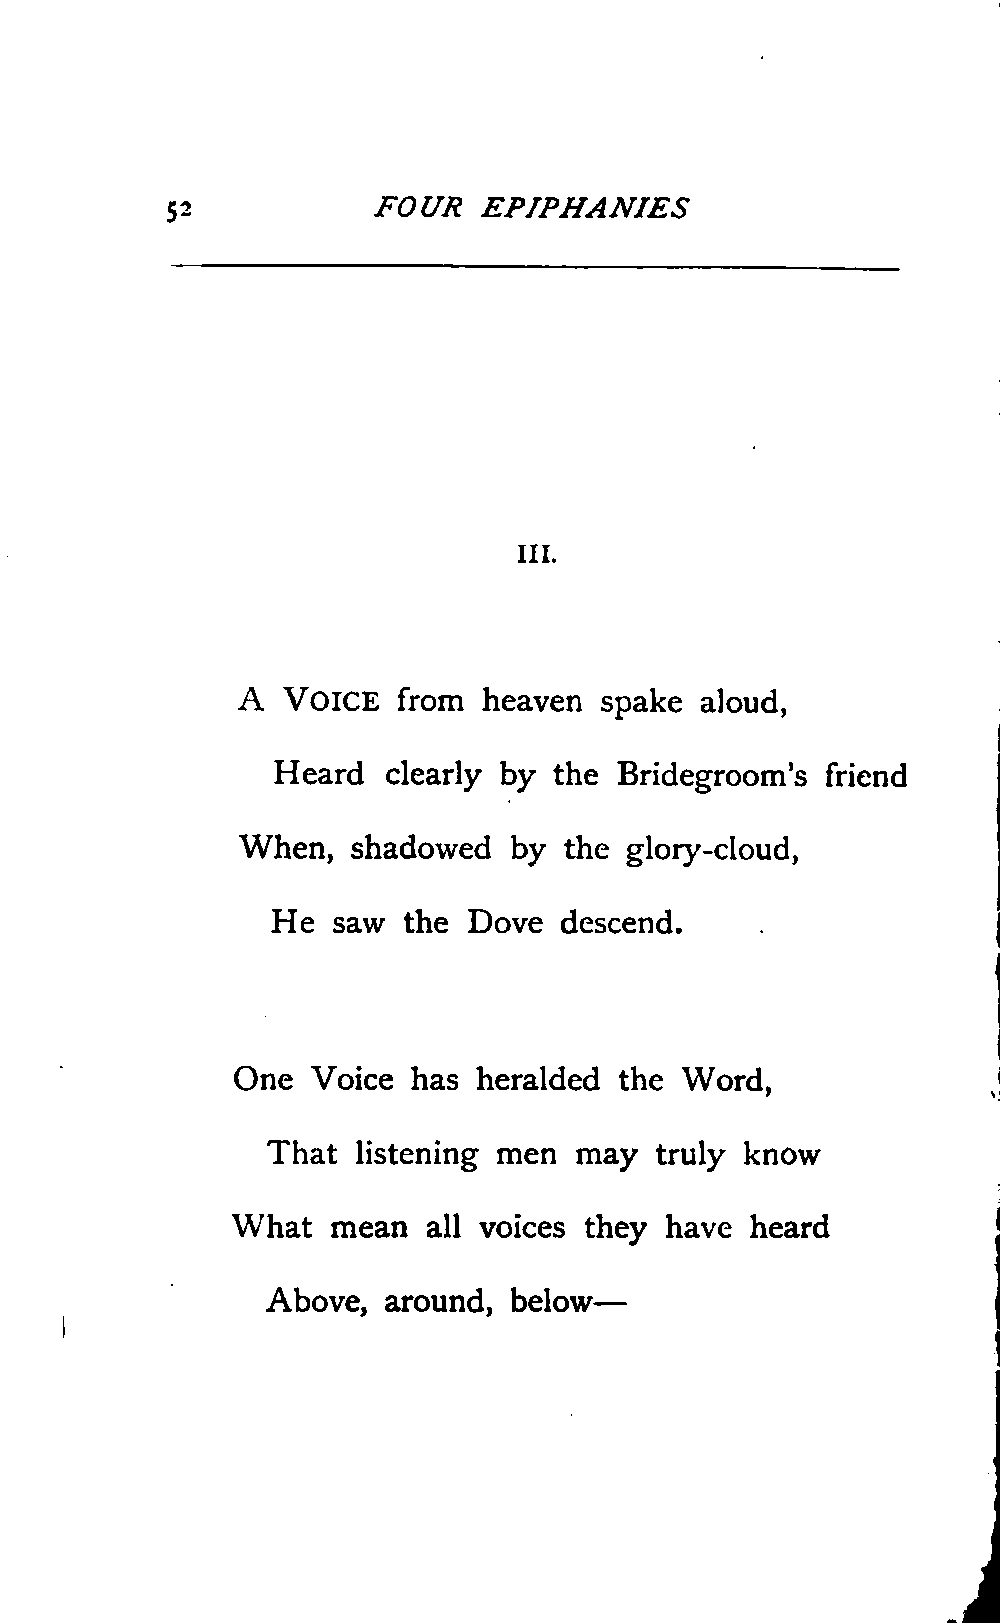 52 FOUR EPIPHANIES
III.
A VOICE from heaven spake aloud,
Heard clearly by the Bridegroom's friend
When, shadowed by the glory-cloud,
He saw the Dove descend.
One Voice has heralded the Word,
That listening men may truly know
What mean all voices they have heard
Above, around, below—